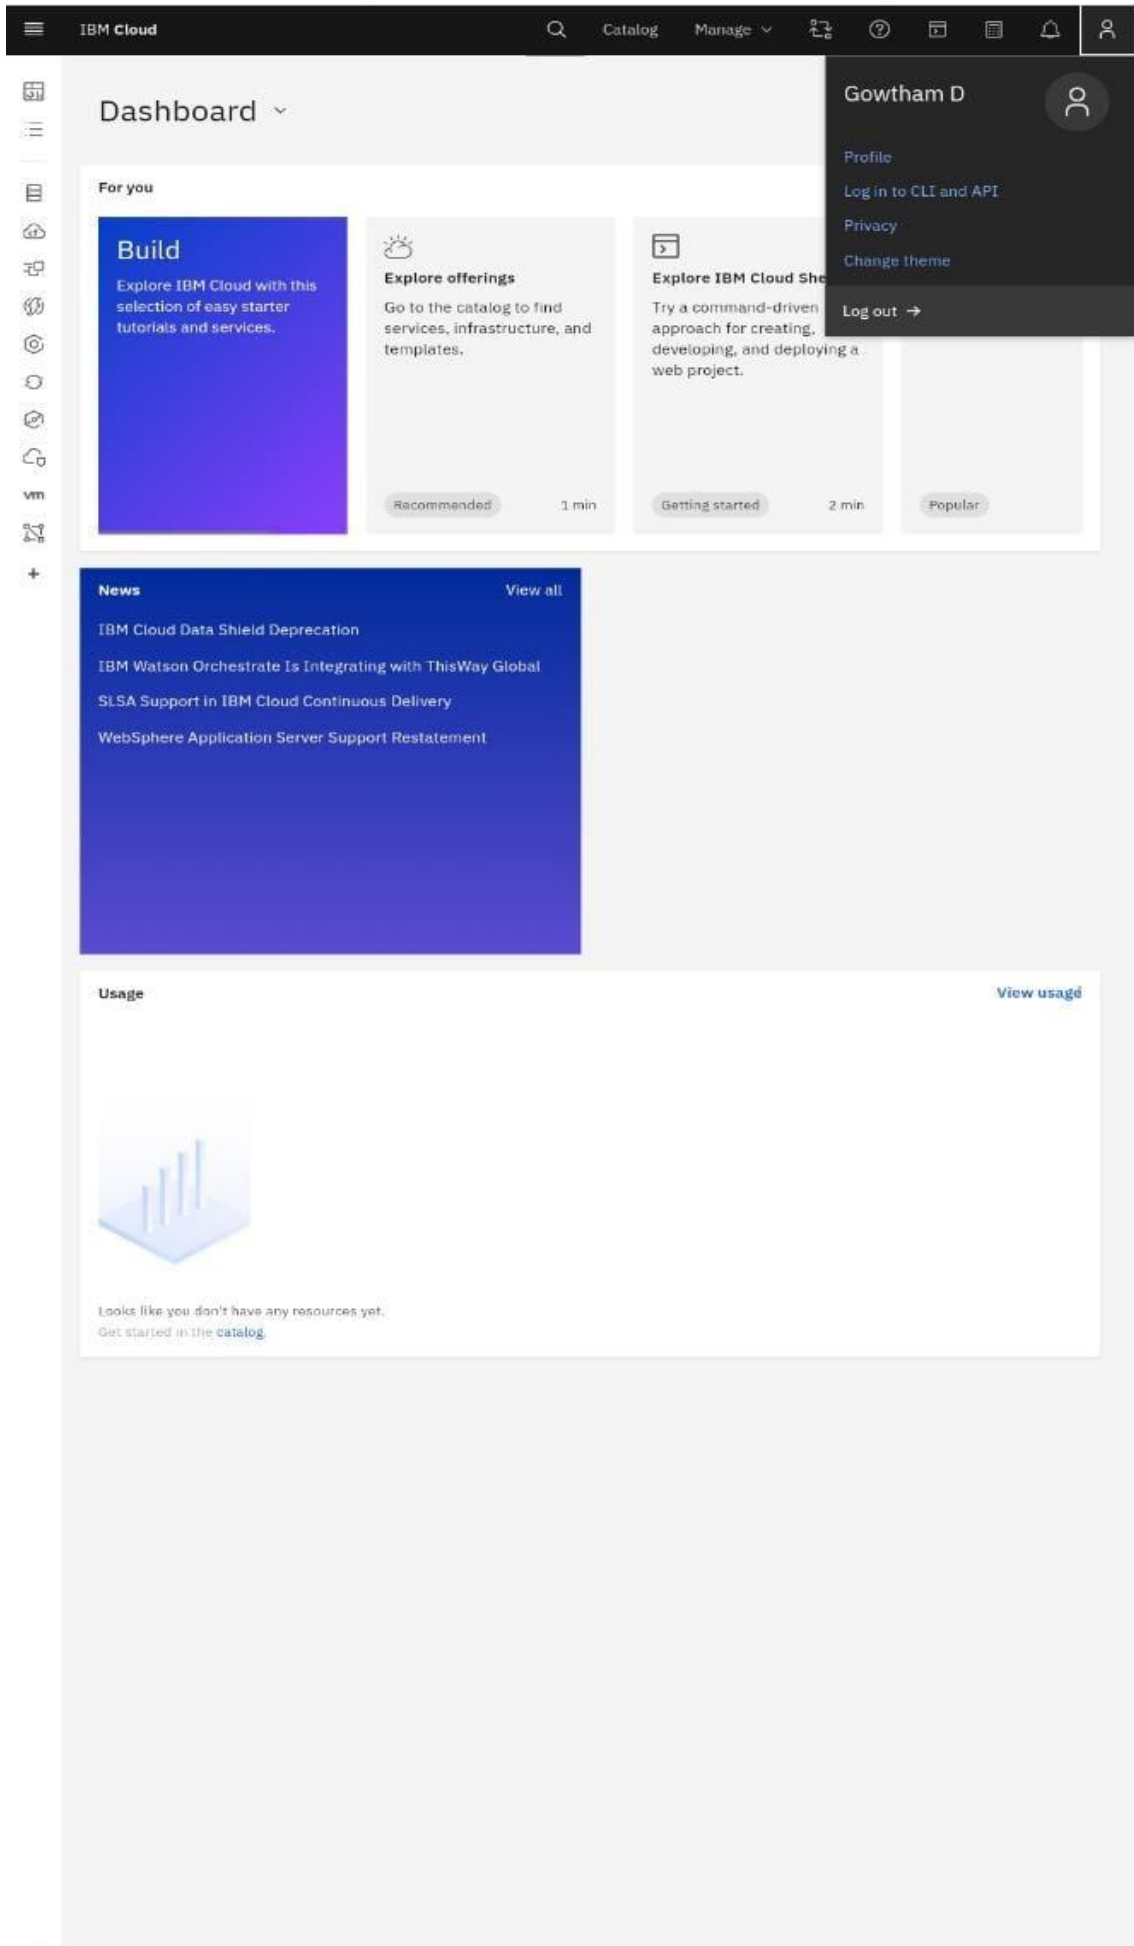 IBM Cloud
Catalog
Manage
Gowtham D
Profile
Log in to CLI and API
Privacy
Change theme
Log out →
Dashboard
For you
Build
Explore IBM Cloud with this
selection of easy starter
tutorials and services.
Explore offerings
Go to the catalog to find
services, infrastructure, and
templates.
Recommended
1 min
Explore IBM Cloud She
Try a command-driven
approach for creating,
developing, and deploying a
web project.
Getting started
2 min
Popular
vm
+
News
View all
IBM Cloud Data Shield Deprecation
IBM Watson Orchestrate Is Integrating with ThisWay Global
SLSA Support in IBM Cloud Continuous Delivery
WebSphere Application Server Support Restatement
Usage
View usage
Looks like you don't have any resources yet.
Get started in the catalog.